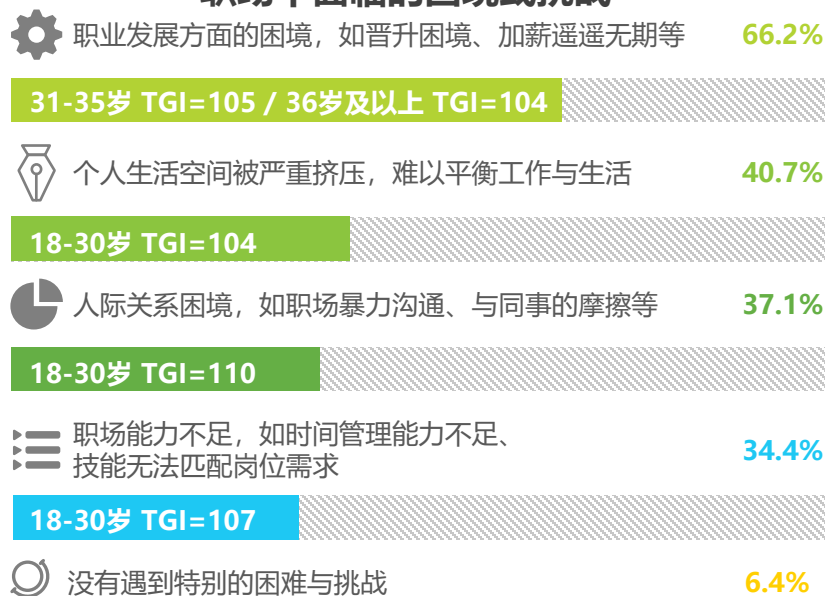 职业发展方面的困境，如晋升困境、加薪遥遥无期等 66.2%
31-35岁 TGI=105 / 36岁及以上 TGI=104
个人生活空间被严重挤压，难以平衡工作与生活 40.7%
18-30岁 TGI=104
人际关系困境，如职场暴力沟通、与同事的摩擦等 37.1%
18-30岁 TGI=110
职场能力不足，如时间管理能力不足、
技能无法匹配岗位需求 34.4%
18-30岁 TGI=107
没有遇到特别的困难与挑战 6.4%